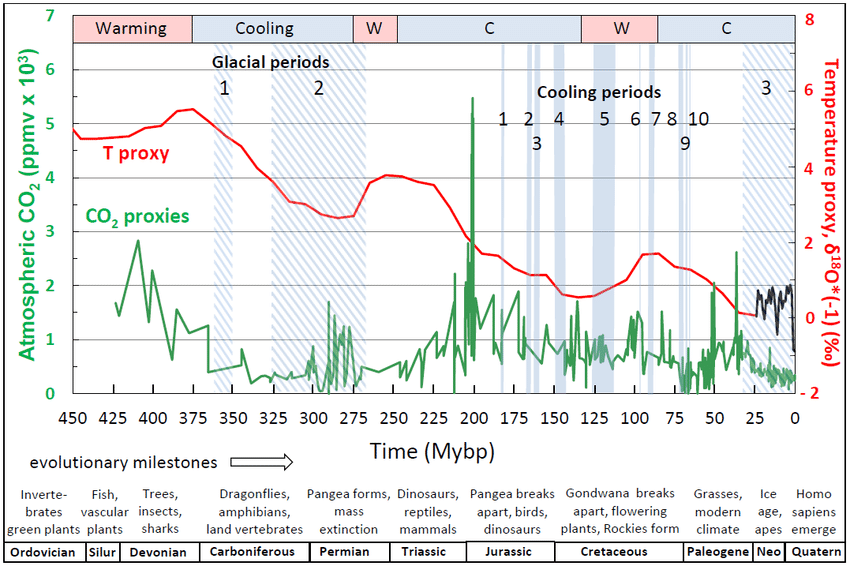 Warming Cooling W C W C
Glacial periods
1 2 3
Cooling periods
1 2 3 4 5 6 7 8 9 10
T proxy
CO₂ proxies
Atmospheric CO₂ (ppmv x 10³)
7
6
5
4
3
2
1
0
Temperature proxy, δ¹⁸O*(-1) (‰)
8
6
4
2
0
- 2
450 425 400 375 350 325 300 275 250 225 200 175 150 125 100 75 50 25 0
Time (Mybp)
evolutionary milestones
Inverte-
brates
green plants
Fish,
vascular
plants
Trees,
insects,
sharks
Dragonflies,
amphibians,
land vertebrates
Pangea forms,
mass
extinction
Dinosaurs,
reptiles,
mammals
Pangea breaks
apart, birds,
dinosaurs
Gondwana breaks
apart, flowering
plants, Rockies form
Grasses,
modern
climate
Ice
age,
apes
Homo
sapiens
emerge
Ordovician Silur Devonian Carboniferous Permian Triassic Jurassic Cretaceous Paleogene Neo Quatern